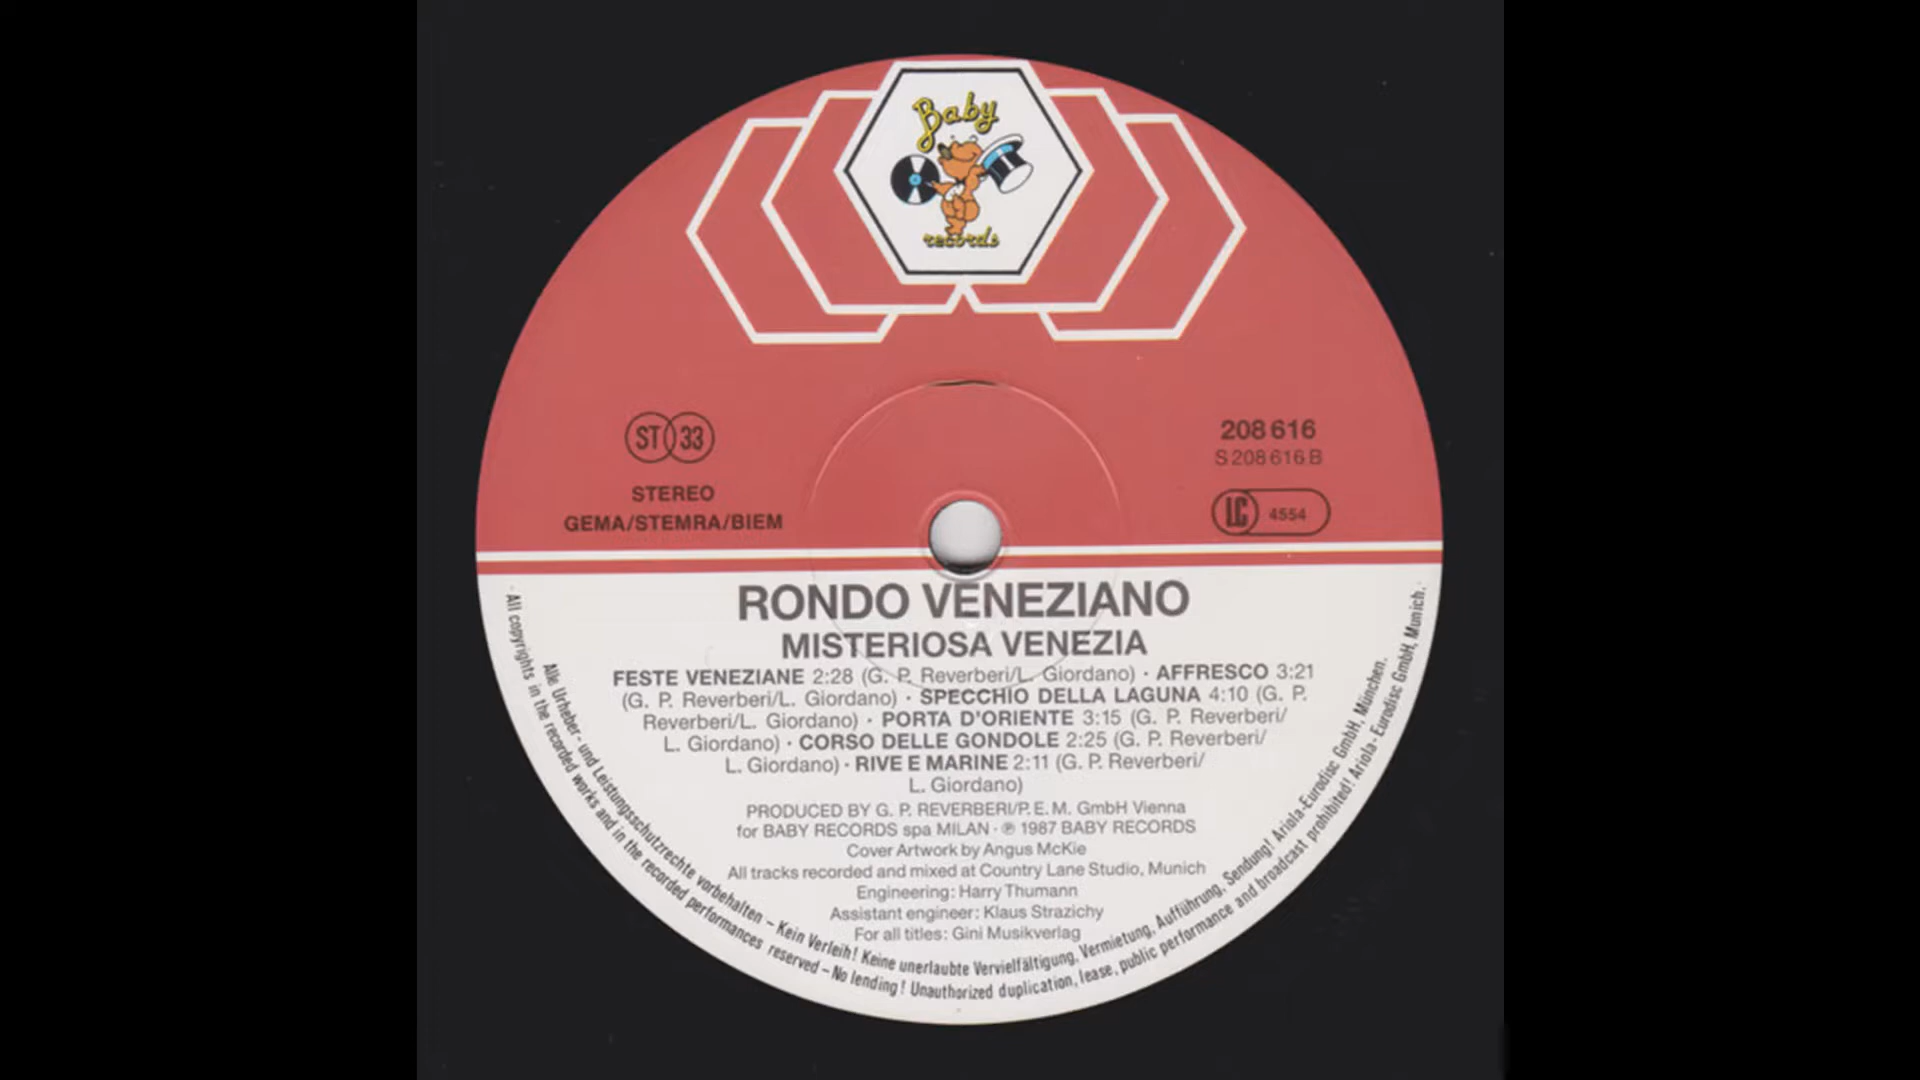 Baby
records
ST 33
STEREO
GEMA/STEMRA/BIEM
208 616
S 208 616 B
LC 4554
RONDO VENEZIANO
MISTERIOSA VENEZIA
FESTE VENEZIANE 2:28 (G. P. Reverberi/L. Giordano) · AFFRESCO 3:21
(G. P. Reverberi/L. Giordano) · SPECCHIO DELLA LAGUNA 4:10 (G. P.
Reverberi/L. Giordano) · PORTA D'ORIENTE 3:15 (G. P. Reverberi/
L. Giordano) · CORSO DELLE GONDOLE 2:25 (G. P. Reverberi/
L. Giordano) · RIVE E MARINE 2:11 (G. P. Reverberi/
L. Giordano)
PRODUCED BY G. P. REVERBERI/P. E. M. GmbH Vienna
for BABY RECORDS spa MILAN · ℗ 1987 BABY RECORDS
Cover Artwork by Angus McKie
All tracks recorded and mixed at Country Lane Studio, Munich
Engineering: Harry Thumann
Assistant engineer: Klaus Strazichy
For all titles: Gini Musikverlag
Alle Urheber- und Leistungsschutzrechte vorbehalten – Kein Verleih! Keine unerlaubte Vervielfältigung, Vermietung, Aufführung, Sendung! Ariola-Eurodisc GmbH, München.
· All copyrights in the recorded works and in the recorded performances reserved – No lending! Unauthorized duplication, lease, public performance and broadcast prohibited! Ariola-Eurodisc GmbH, Munich.